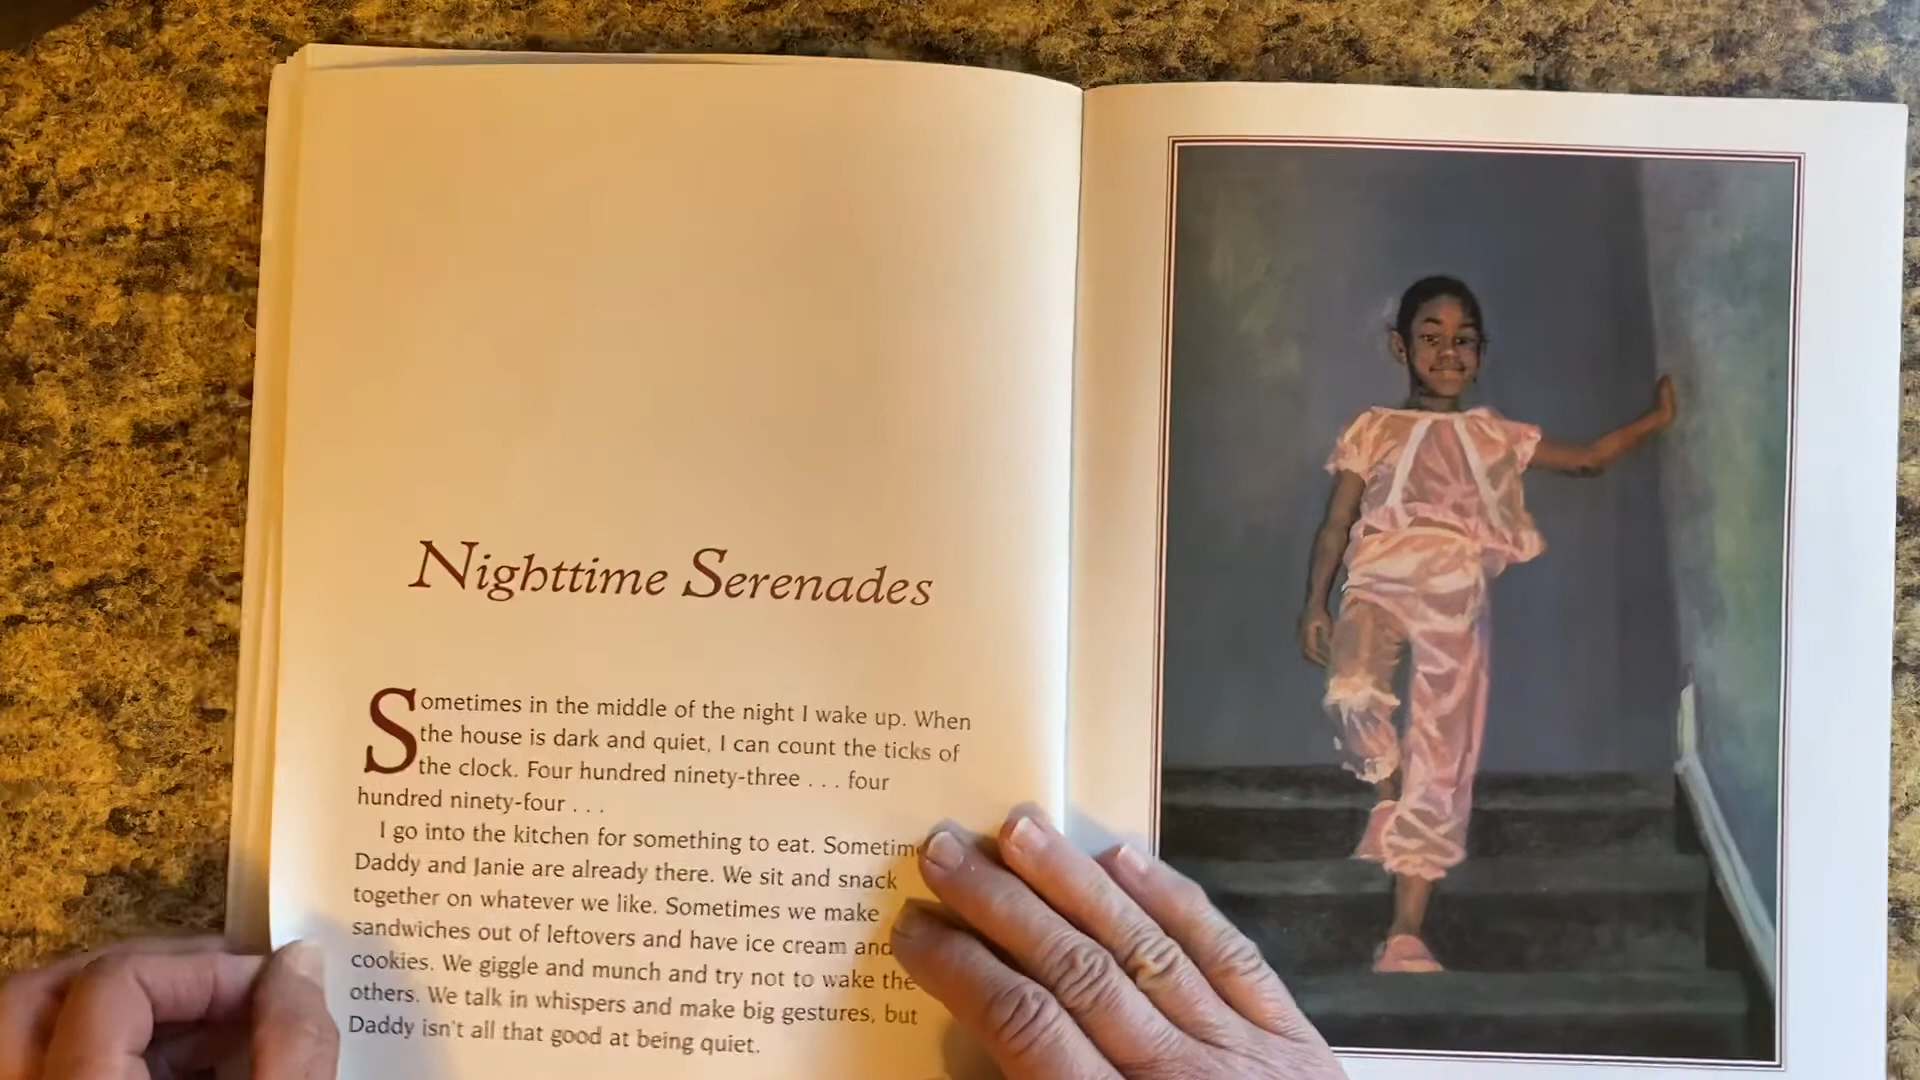 Nighttime Serenades
Sometimes in the middle of the night I wake up. When
the house is dark and quiet, I can count the ticks of
the clock. Four hundred ninety-three . . . four
hundred ninety-four . . .
I go into the kitchen for something to eat. Sometim
Daddy and Janie are already there. We sit and snack
together on whatever we like. Sometimes we make
sandwiches out of leftovers and have ice cream and
cookies. We giggle and munch and try not to wake the
others. We talk in whispers and make big gestures, but
Daddy isn't all that good at being quiet.